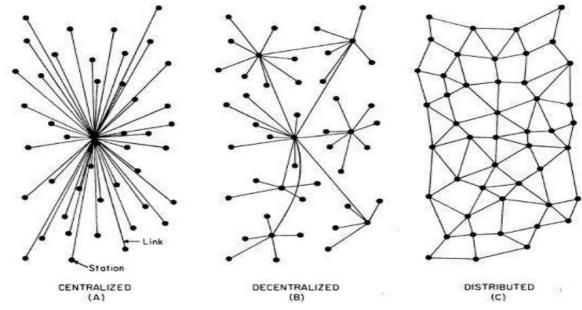 Link
Station
CENTRALIZED
(A)
DECENTRALIZED
(B)
DISTRIBUTED
(C)